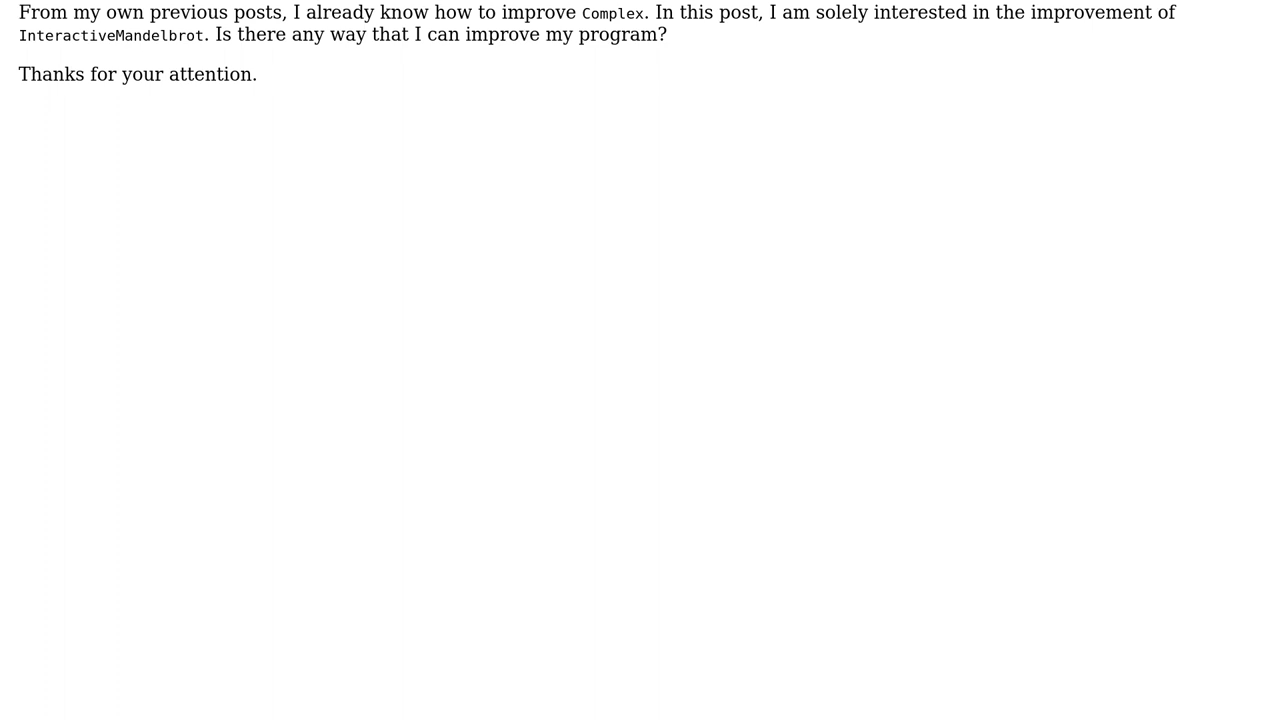 From my own previous posts, I already know how to improve Complex. In this post, I am solely interested in the improvement of
InteractiveMandelbrot. Is there any way that I can improve my program?
Thanks for your attention.